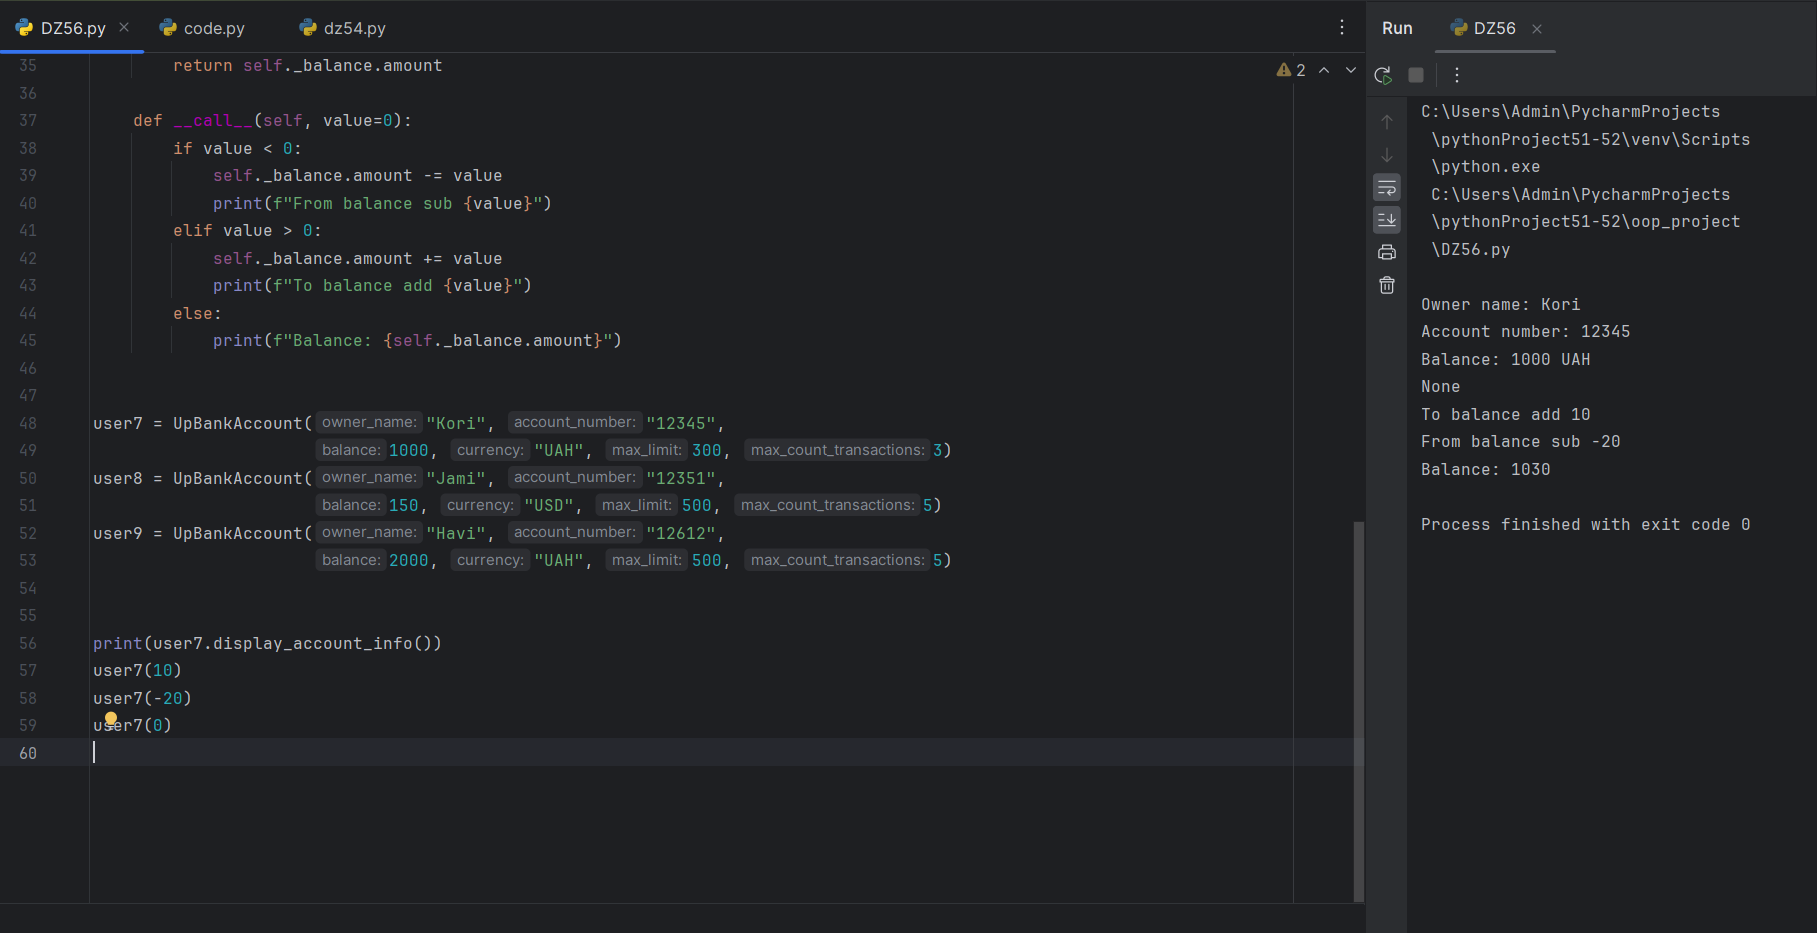 DZ56.py code.py dz54.py
35 return self._balance.amount
36
37 def __call__(self, value=0):
38 if value < 0:
39 self._balance.amount -= value
40 print(f"From balance sub {value}")
41 elif value > 0:
42 self._balance.amount += value
43 print(f"To balance add {value}")
44 else:
45 print(f"Balance: {self._balance.amount}")
46
47
48 user7 = UpBankAccount( owner_name: "Kori", account_number: "12345",
49 balance: 1000, currency: "UAH", max_limit: 300, max_count_transactions: 3)
50 user8 = UpBankAccount( owner_name: "Jami", account_number: "12351",
51 balance: 150, currency: "USD", max_limit: 500, max_count_transactions: 5)
52 user9 = UpBankAccount( owner_name: "Havi", account_number: "12612",
53 balance: 2000, currency: "UAH", max_limit: 500, max_count_transactions: 5)
54
55
56 print(user7.display_account_info())
57 user7(10)
58 user7(-20)
59 user7(0)
60
2
Run DZ56
C:\Users\Admin\PycharmProjects
\pythonProject51-52\venv\Scripts
\python.exe
C:\Users\Admin\PycharmProjects
\pythonProject51-52\oop_project
\DZ56.py
Owner name: Kori
Account number: 12345
Balance: 1000 UAH
None
To balance add 10
From balance sub -20
Balance: 1030
Process finished with exit code 0